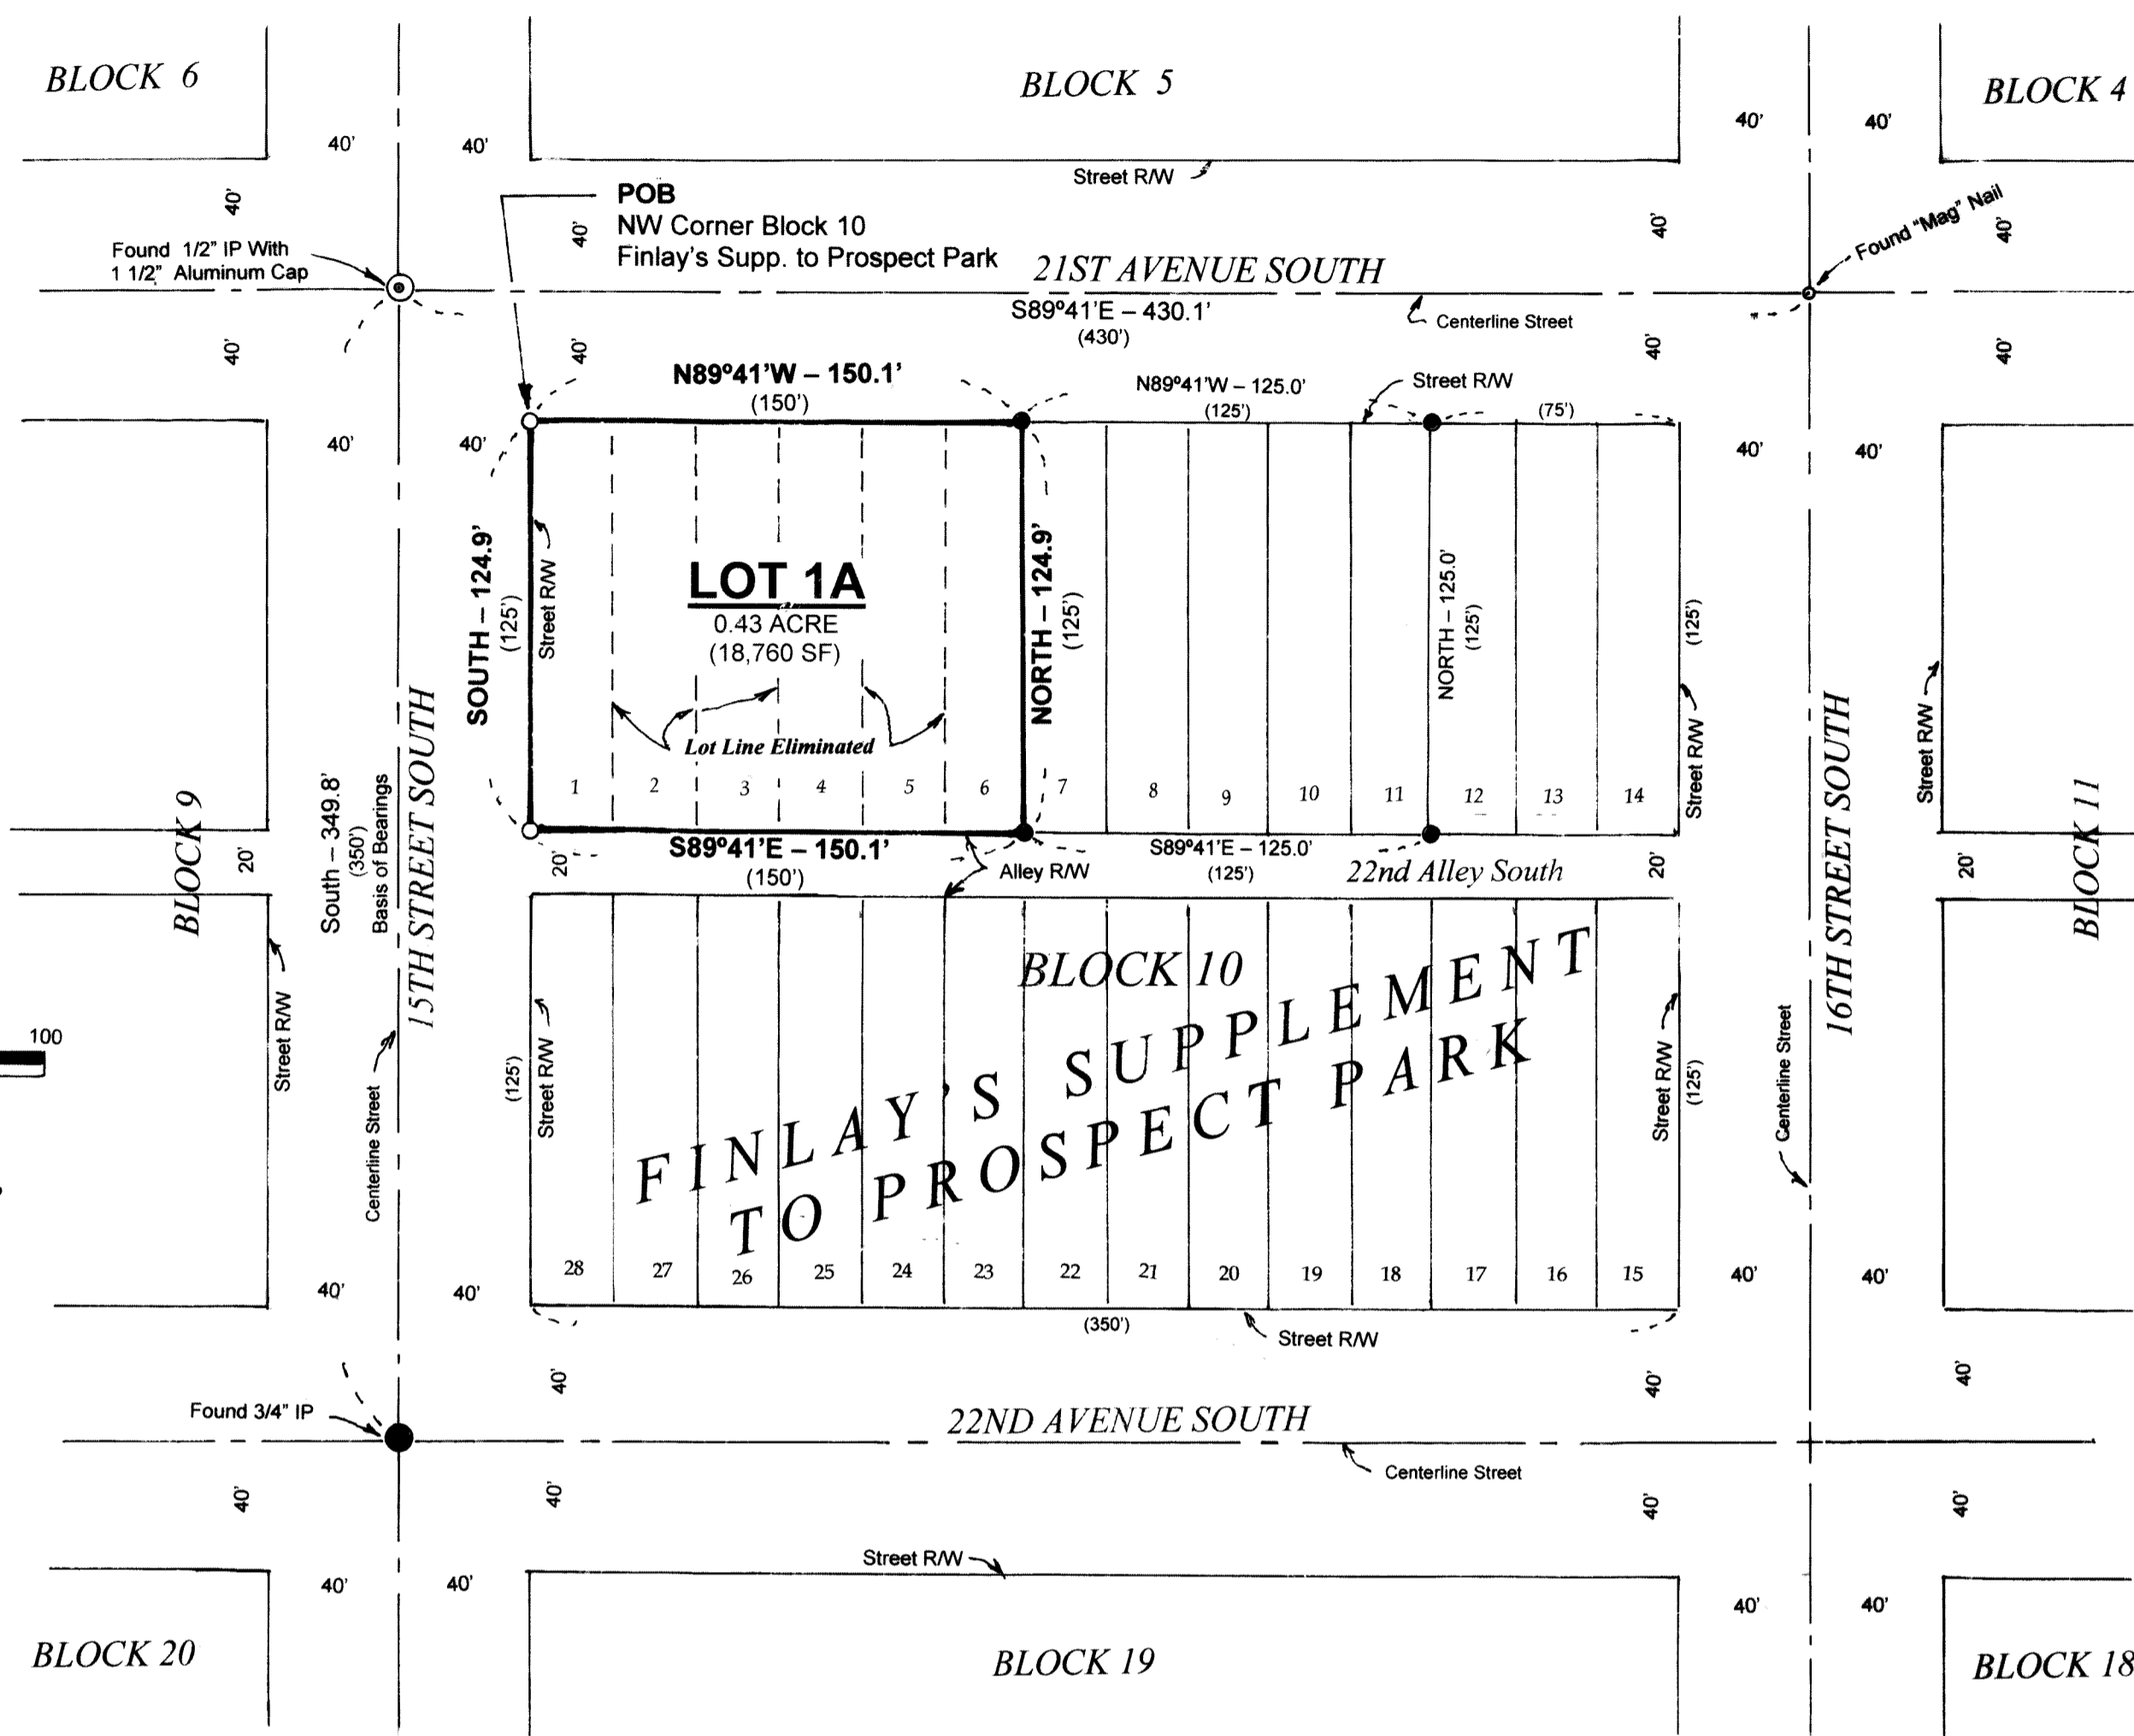 BLOCK 6
BLOCK 5
BLOCK 4
40'
40'
40'
40'
40'
40'
40'
40'
Street R/W
POB
NW Corner Block 10
Finlay's Supp. to Prospect Park
Found 1/2" IP With
1 1/2" Aluminum Cap
Found "Mag" Nail
21ST AVENUE SOUTH
S89º41'E – 430.1'
(430')
Centerline Street
40'
40'
40'
40'
N89º41'W – 150.1'
(150')
N89º41'W – 125.0'
(125')
Street R/W
(75')
40'
40'
40'
40'
SOUTH – 124.9'
(125')
Street R/W
LOT 1A
0.43 ACRE
(18,760 SF)
Lot Line Eliminated
NORTH – 124.9'
(125')
NORTH – 125.0'
(125')
(125')
Street R/W
Street R/W
1 2 3 4 5 6 7 8 9 10 11 12 13 14
BLOCK 9
20'
South – 349.8'
(350')
Basis of Bearings
15TH STREET SOUTH
16TH STREET SOUTH
BLOCK 11
20'
S89º41'E – 150.1'
(150')
Alley R/W
S89º41'E – 125.0'
(125')
22nd Alley South
20'
20'
Street R/W
Centerline Street
100
(125')
Street R/W
BLOCK 10
FINLAY'S SUPPLEMENT
TO PROSPECT PARK
Street R/W
(125')
Centerline Street
28 27 26 25 24 23 22 21 20 19 18 17 16 15
40'
40'
40'
40'
(350')
Street R/W
40'
40'
40'
Found 3/4" IP
22ND AVENUE SOUTH
Centerline Street
40'
40'
40'
40'
Street R/W
40'
40'
40'
40'
BLOCK 20
BLOCK 19
BLOCK 18